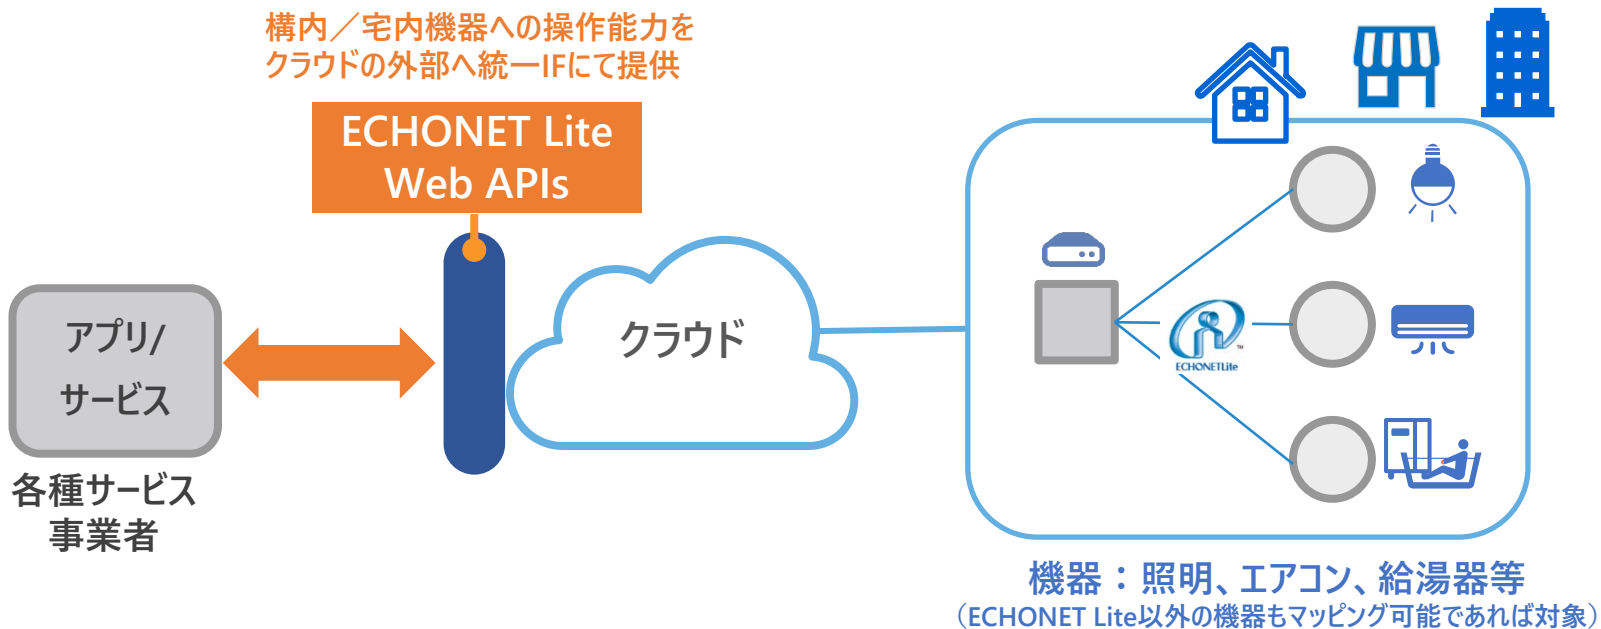 構内／宅内機器への操作能力を
クラウドの外部へ統一IFにて提供
ECHONET Lite
Web APIs
アプリ/
サービス
各種サービス
事業者
クラウド
ECHONETLite
TM
機器：照明、エアコン、給湯器等
（ECHONET Lite以外の機器もマッピング可能であれば対象）